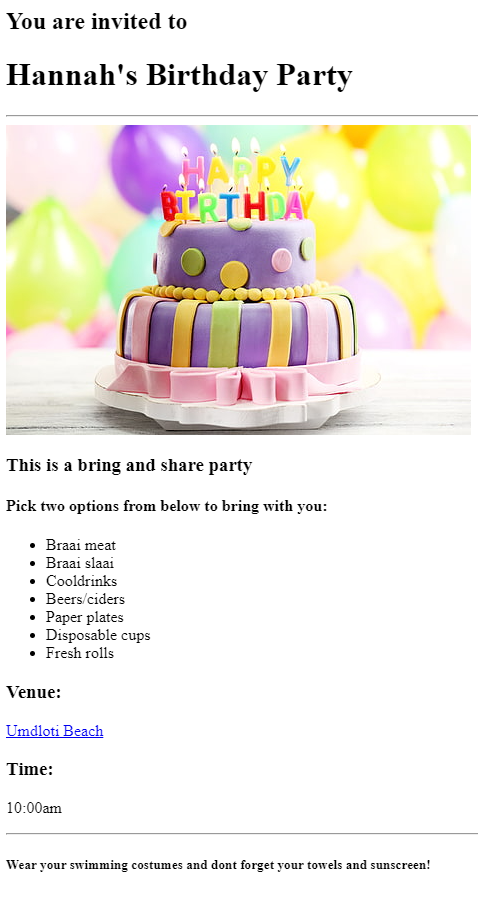 You are invited to
Hannah's Birthday Party
HAPPY
BIRTHDAY
This is a bring and share party
Pick two options from below to bring with you:
Braai meat
Braai slaai
Cooldrinks
Beers/ciders
Paper plates
Disposable cups
Fresh rolls
Venue:
Umdloti Beach
Time:
10:00am
Wear your swimming costumes and dont forget your towels and sunscreen!